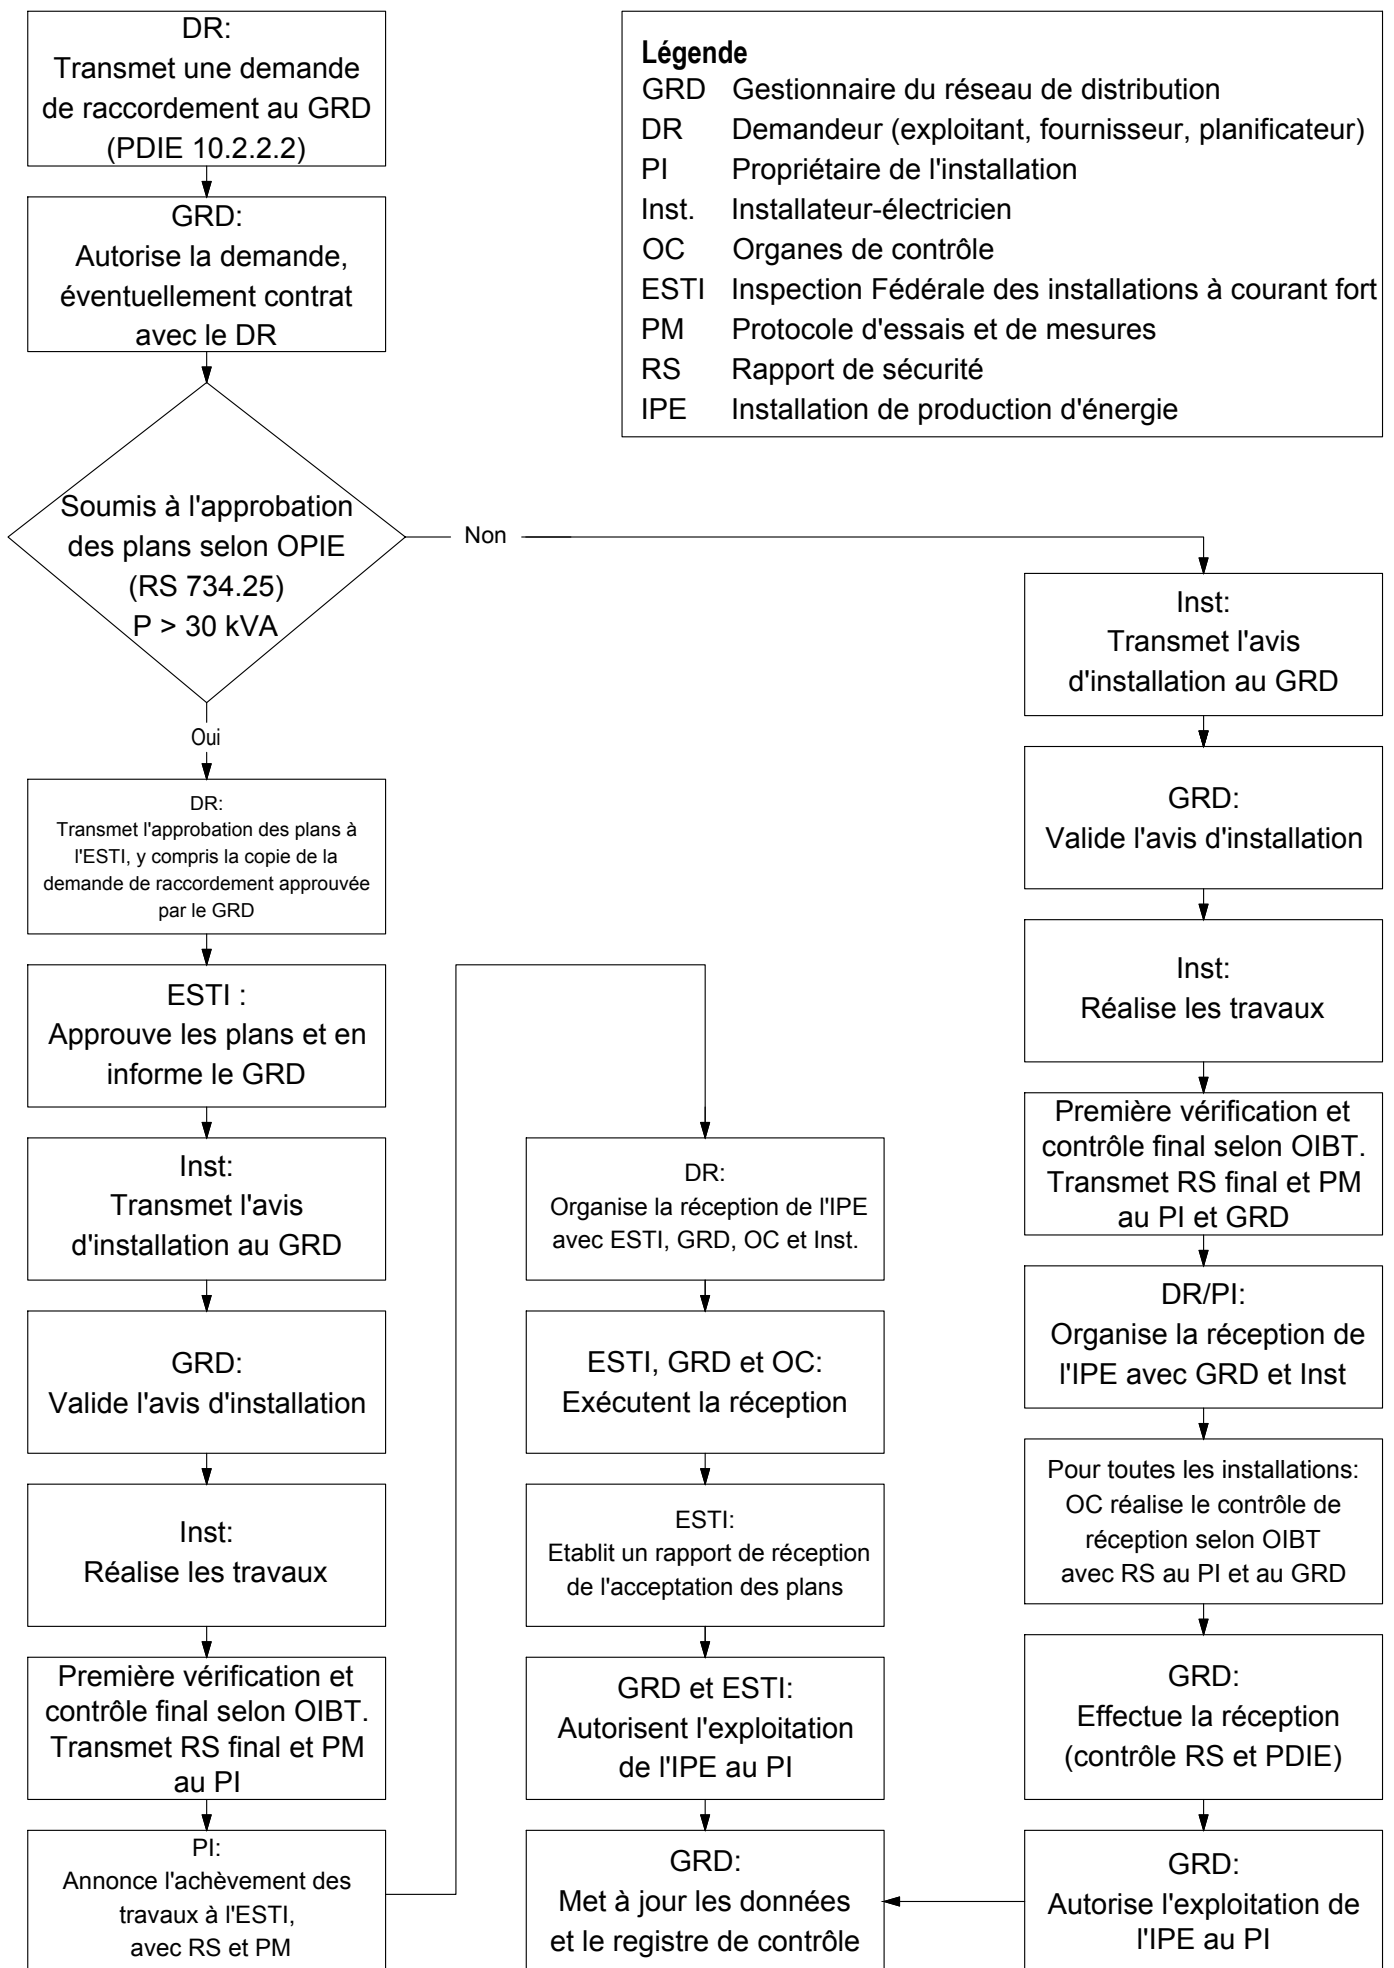 DR:
Transmet une demande
de raccordement au GRD
(PDIE 10.2.2.2)
GRD:
Autorise la demande,
éventuellement contrat
avec le DR
Légende
GRD Gestionnaire du réseau de distribution
DR Demandeur (exploitant, fournisseur, planificateur)
PI Propriétaire de l'installation
Inst. Installateur-électricien
OC Organes de contrôle
ESTI Inspection Fédérale des installations à courant fort
PM Protocole d'essais et de mesures
RS Rapport de sécurité
IPE Installation de production d'énergie
Soumis à l'approbation
des plans selon OPIE
(RS 734.25)
P > 30 kVA
Non
Oui
DR:
Transmet l'approbation des plans à
l'ESTI, y compris la copie de la
demande de raccordement approuvée
par le GRD
ESTI :
Approuve les plans et en
informe le GRD
Inst:
Transmet l'avis
d'installation au GRD
GRD:
Valide l'avis d'installation
Inst:
Réalise les travaux
Première vérification et
contrôle final selon OIBT.
Transmet RS final et PM
au PI
PI:
Annonce l'achèvement des
travaux à l'ESTI,
avec RS et PM
DR:
Organise la réception de l'IPE
avec ESTI, GRD, OC et Inst.
ESTI, GRD et OC:
Exécutent la réception
ESTI:
Etablit un rapport de réception
de l'acceptation des plans
GRD et ESTI:
Autorisent l'exploitation
de l'IPE au PI
GRD:
Met à jour les données
et le registre de contrôle
Inst:
Transmet l'avis
d'installation au GRD
GRD:
Valide l'avis d'installation
Inst:
Réalise les travaux
Première vérification et
contrôle final selon OIBT.
Transmet RS final et PM
au PI et GRD
DR/PI:
Organise la réception de
l'IPE avec GRD et Inst
Pour toutes les installations:
OC réalise le contrôle de
réception selon OIBT
avec RS au PI et au GRD
GRD:
Effectue la réception
(contrôle RS et PDIE)
GRD:
Autorise l'exploitation de
l'IPE au PI